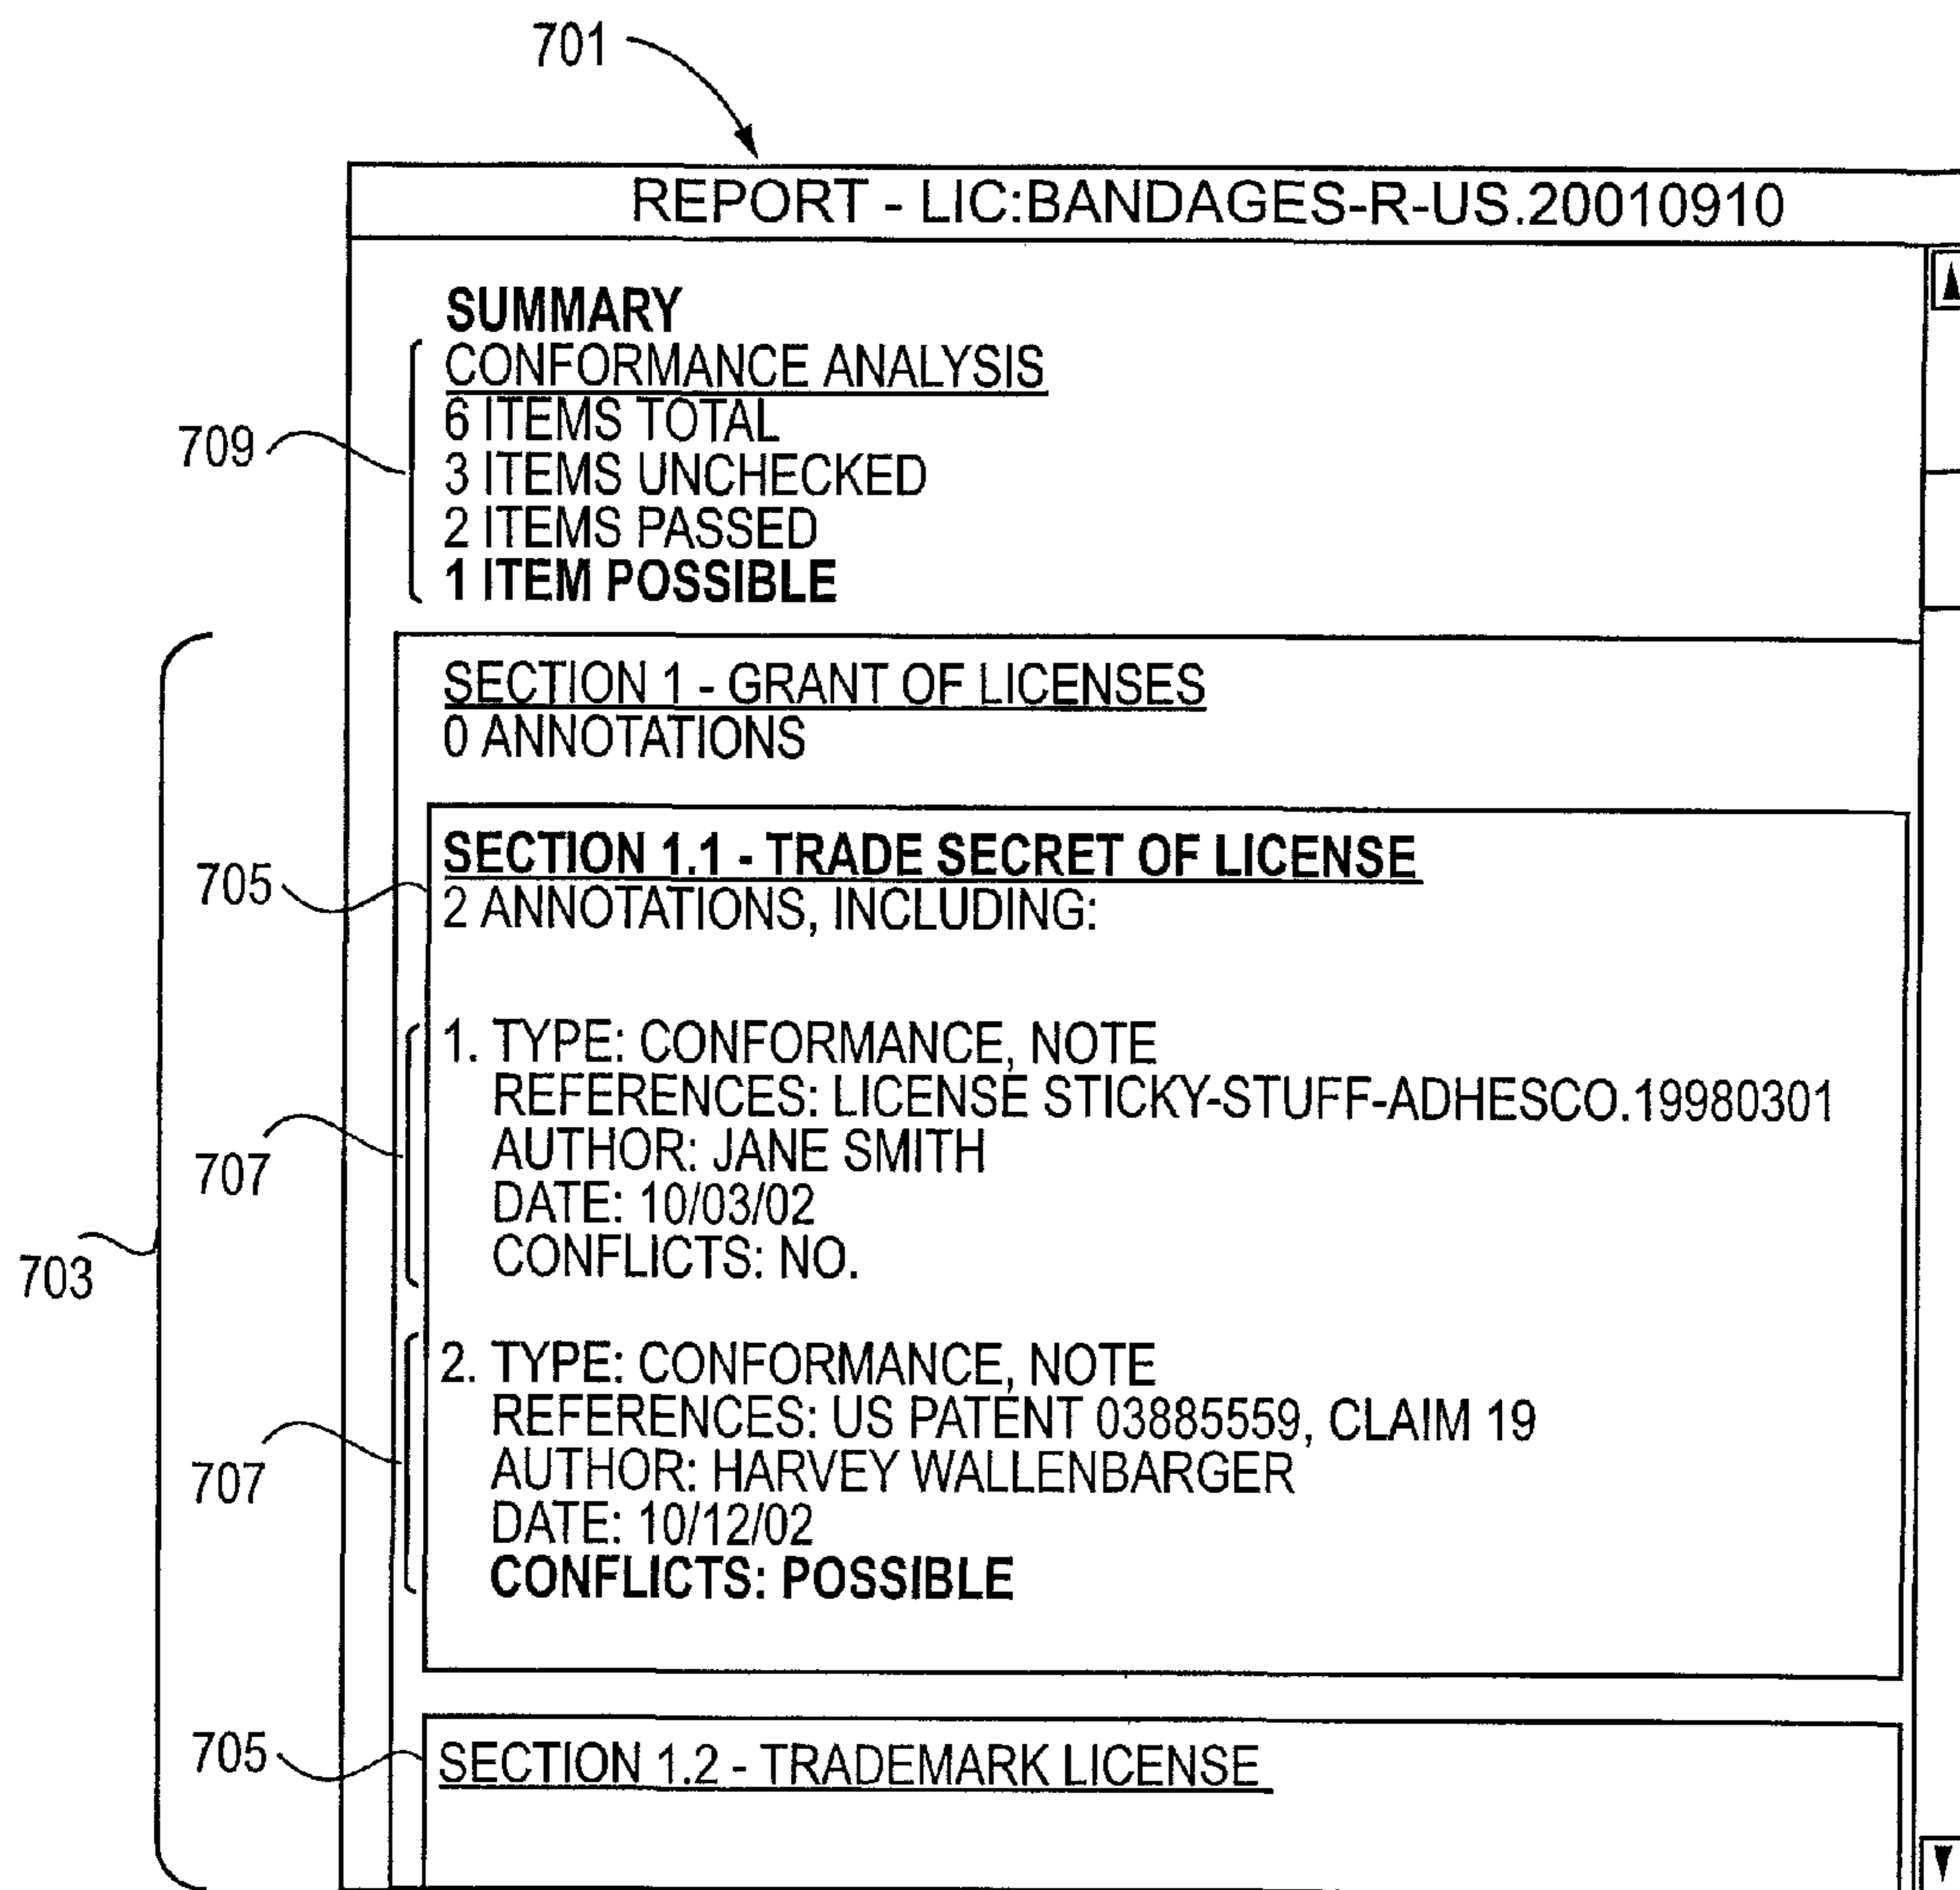 701
REPORT - LIC:BANDAGES-R-US.20010910
SUMMARY
CONFORMANCE ANALYSIS
6 ITEMS TOTAL
709
3 ITEMS UNCHECKED
2 ITEMS PASSED
1 ITEM POSSIBLE
SECTION 1 - GRANT OF LICENSES
0 ANNOTATIONS
SECTION 1.1 - TRADE SECRET OF LICENSE
705
2 ANNOTATIONS, INCLUDING:
1. TYPE: CONFORMANCE, NOTE
REFERENCES: LICENSE STICKY-STUFF-ADHESCO.19980301
AUTHOR: JANE SMITH
707
DATE: 10/03/02
CONFLICTS: NO.
703
2. TYPE: CONFORMANCE, NOTE
REFERENCES: US PATENT 03885559, CLAIM 19
AUTHOR: HARVEY WALLENBARGER
707
DATE: 10/12/02
CONFLICTS: POSSIBLE
705
SECTION 1.2 - TRADEMARK LICENSE